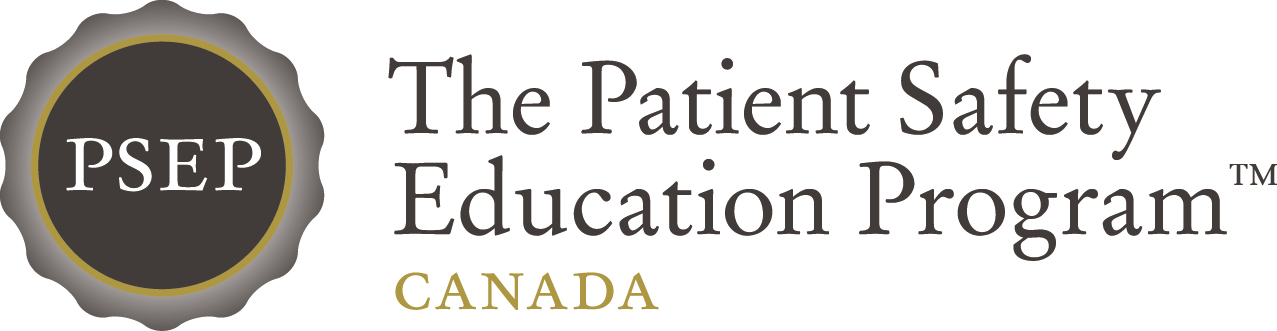 PSEP
The Patient Safety
Education Program™
CANADA